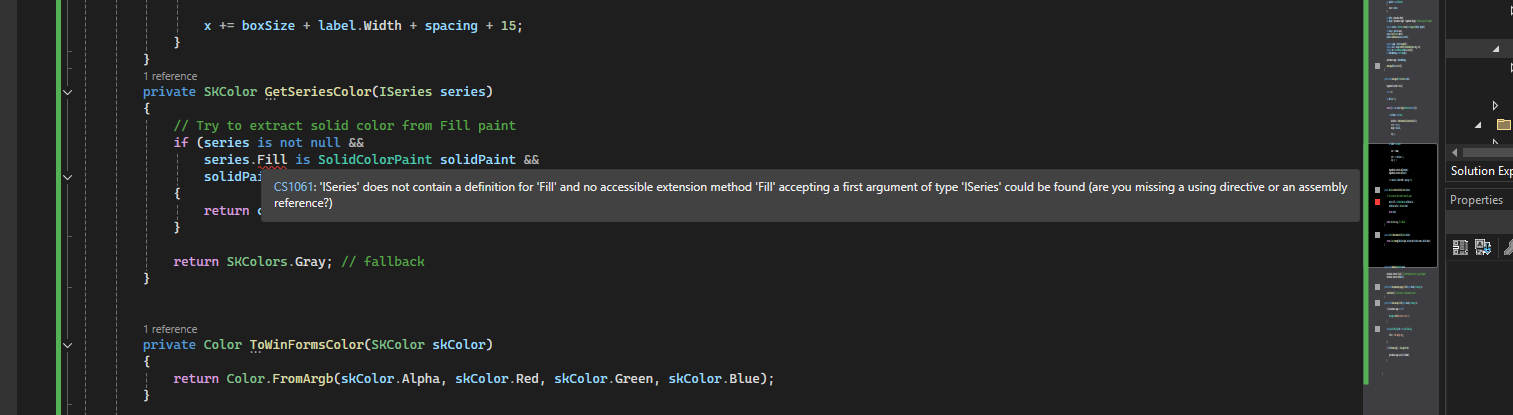 x += boxSize + label.Width + spacing + 15;
}
}
1 reference
private SKColor GetSeriesColor(ISeries series)
{
// Try to extract solid color from Fill paint
if (series is not null &&
series.Fill is SolidColorPaint solidPaint &&
solidPai
CS1061: 'ISeries' does not contain a definition for 'Fill' and no accessible extension method 'Fill' accepting a first argument of type 'ISeries' could be found (are you missing a using directive or an assembly
reference?)
{
return
}
return SKColors.Gray; // fallback
}
1 reference
private Color ToWinFormsColor(SKColor skColor)
{
return Color.FromArgb(skColor.Alpha, skColor.Red, skColor.Green, skColor.Blue);
}
Solution Exp
Properties